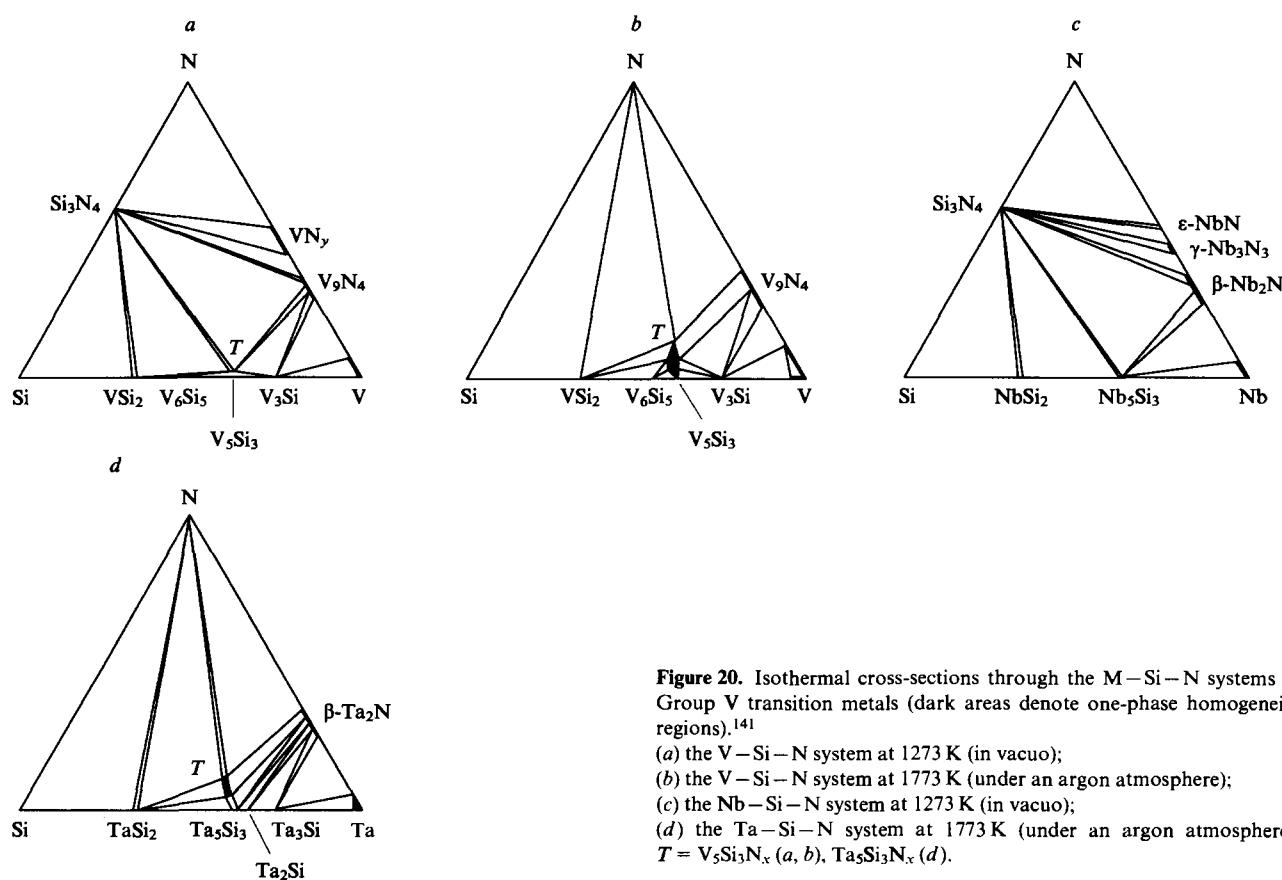 a
N
Si₃N₄
VNᵧ
V₉N₄
T
Si
VSi₂
V₆Si₅
V₃Si
V
V₅Si₃
b
N
V₉N₄
T
Si
VSi₂
V₆Si₅
V₃Si
V
V₅Si₃
c
N
Si₃N₄
ε-NbN
γ-Nb₃N₃
β-Nb₂N
Si
NbSi₂
Nb₅Si₃
Nb
d
N
β-Ta₂N
T
Si
TaSi₂
Ta₅Si₃
Ta₃Si
Ta
Ta₂Si
Figure 20. Isothermal cross-sections through the M—Si—N systems
Group V transition metals (dark areas denote one-phase homogenei
regions).¹⁴¹
(a) the V—Si—N system at 1273 K (in vacuo);
(b) the V—Si—N system at 1773 K (under an argon atmosphere);
(c) the Nb—Si—N system at 1273 K (in vacuo);
(d) the Ta—Si—N system at 1773 K (under an argon atmosphere
T = V₅Si₃Nₓ (a, b), Ta₅Si₃Nₓ (d).